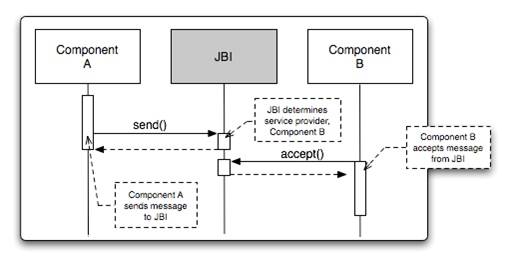 Component
A
JBI
Component
B
send()
JBI determines
service provider,
Component B
accept()
Component B
accepts message
from JBI
Component A
sends message
to JBI